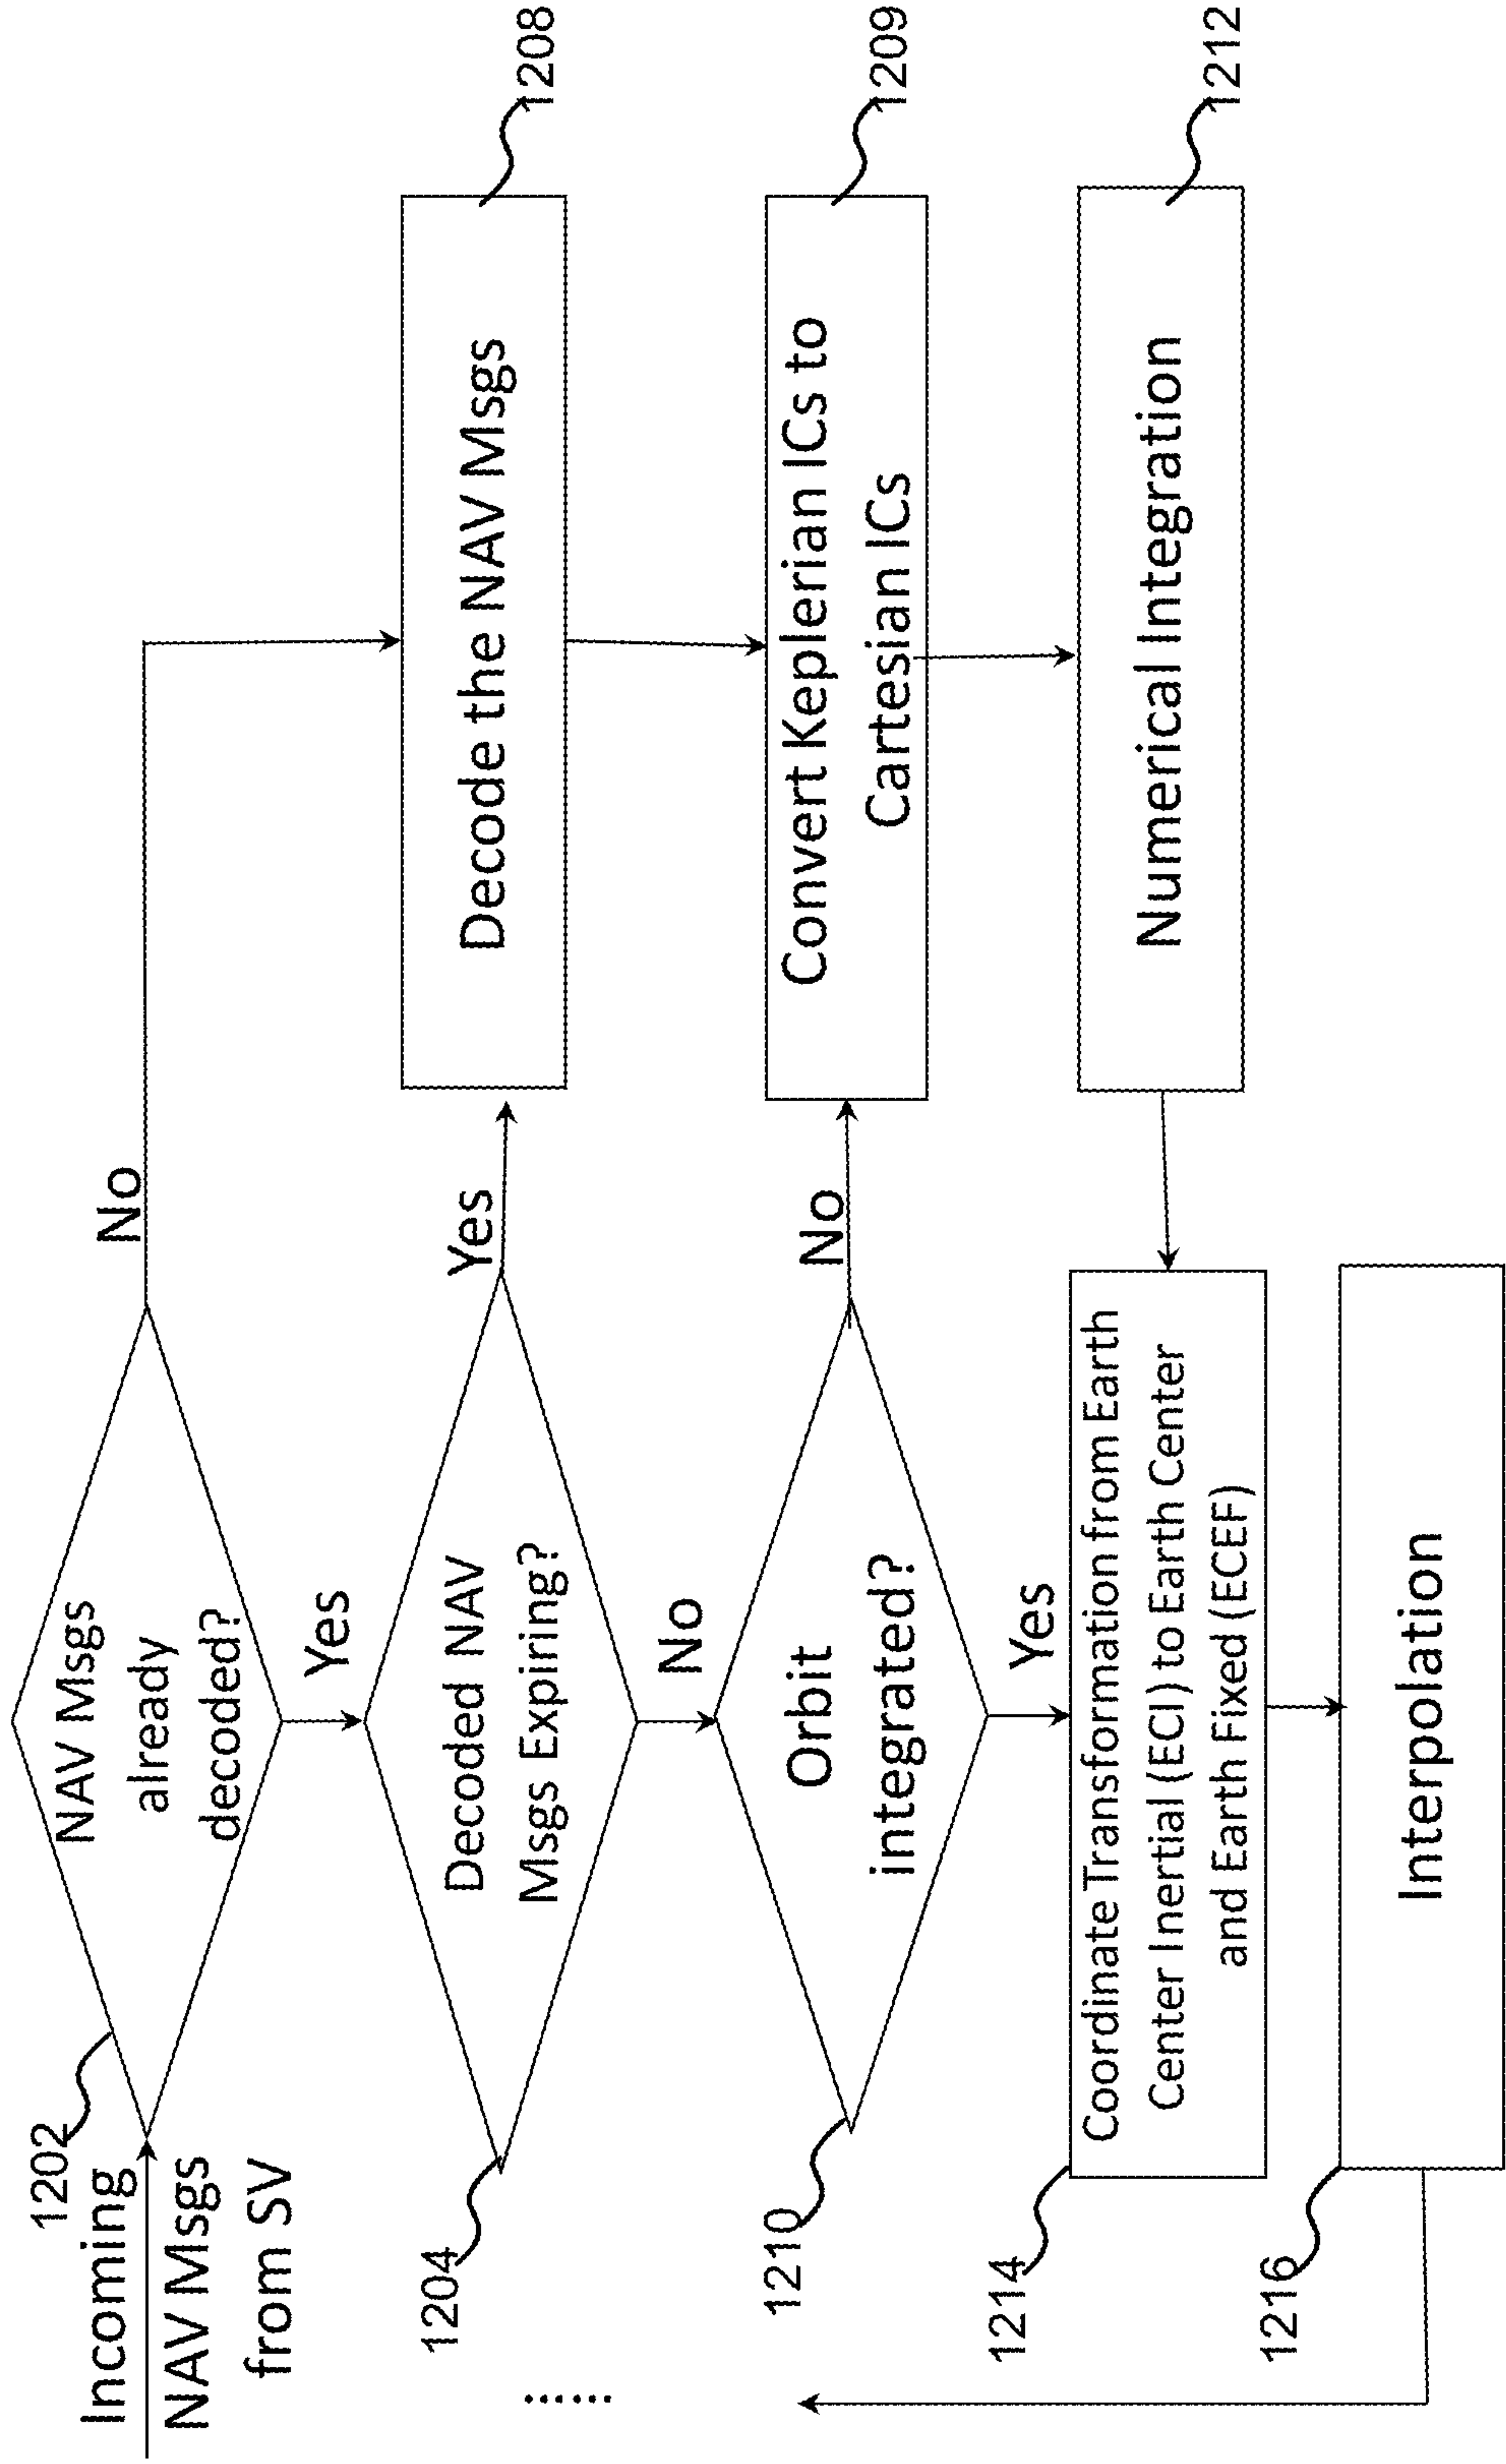 Incoming
NAV Msgs
from SV
1202
NAV Msgs
already
decoded?
No
Yes
1204
Decoded NAV
Msgs Expiring?
Yes
No
Decode the NAV Msgs
1208
1210
Orbit
integrated?
No
Yes
Convert Keplerian ICs to
Cartesian ICs
1209
Numerical Integration
1212
1214
Coordinate Transformation from Earth
Center Inertial (ECI) to Earth Center
and Earth Fixed (ECEF)
1216
Interpolation
......